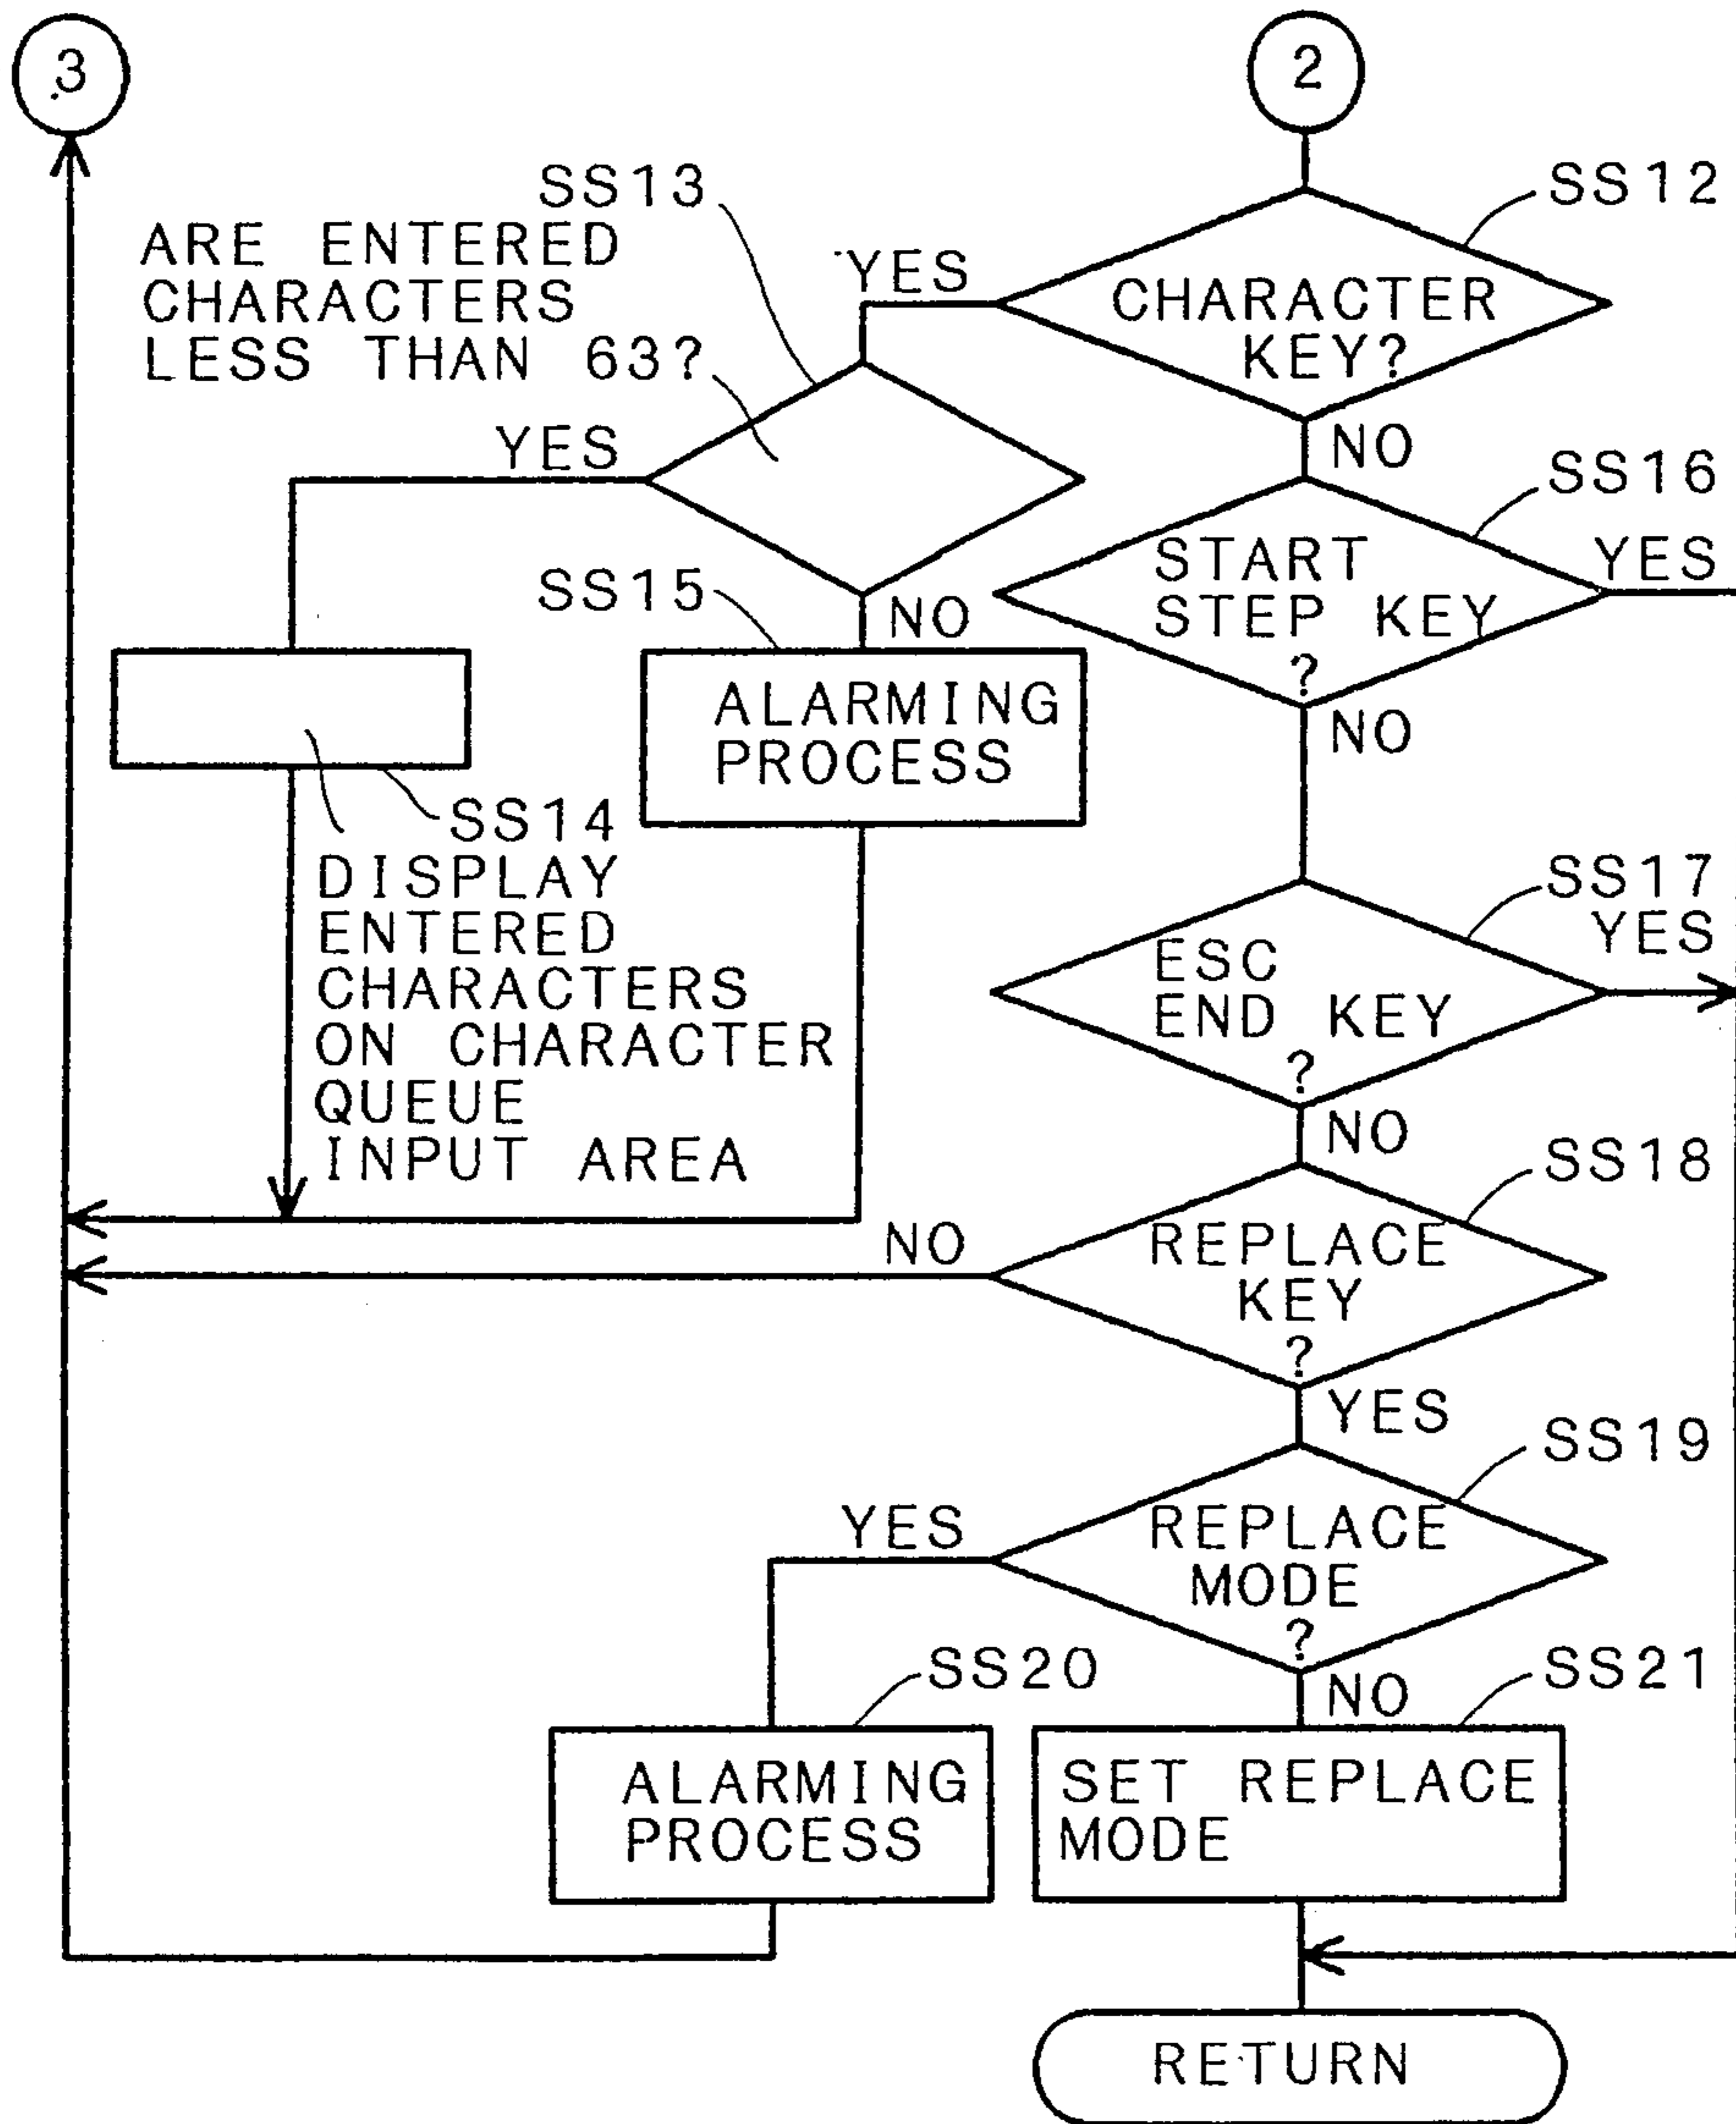 3
2
SS13
SS12
ARE ENTERED
CHARACTERS
LESS THAN 63?
YES
CHARACTER
KEY?
YES
NO
SS16
START
STEP KEY
?
YES
SS15
NO
ALARMING
PROCESS
NO
SS14
DISPLAY
ENTERED
CHARACTERS
ON CHARACTER
QUEUE
INPUT AREA
SS17
YES
ESC
END KEY
?
NO
SS18
NO
REPLACE
KEY
?
YES
SS19
YES
REPLACE
MODE
?
SS20
NO
SS21
ALARMING
PROCESS
SET REPLACE
MODE
RETURN